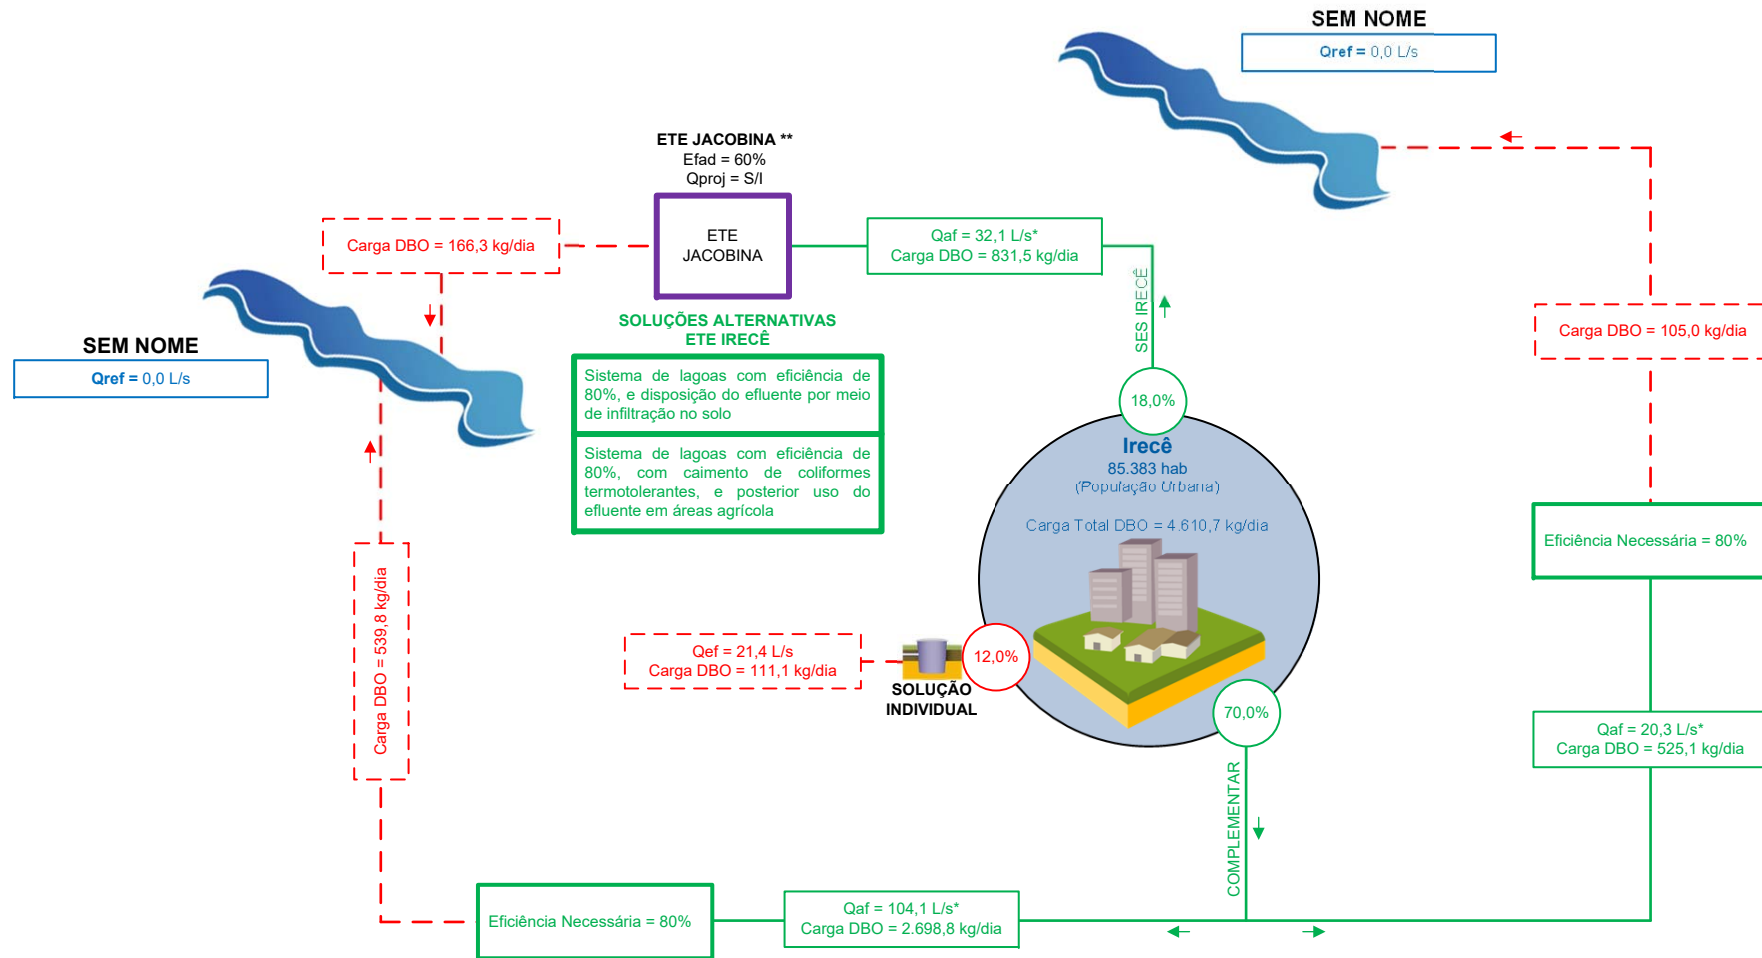 SEM NOME
Qref = 0,0 L/s
ETE JACOBINA **
Efad = 60%
Qproj = S/I
ETE
JACOBINA
Carga DBO = 166,3 kg/dia
Qaf = 32,1 L/s*
Carga DBO = 831,5 kg/dia
SES IRECÊ
SEM NOME
Qref = 0,0 L/s
SOLUÇÕES ALTERNATIVAS
ETE IRECÊ
Sistema de lagoas com eficiência de
80%, e disposição do efluente por meio
de infiltração no solo
Sistema de lagoas com eficiência de
80%, com caimento de coliformes
termotolerantes, e posterior uso do
efluente em áreas agrícola
Carga DBO = 105,0 kg/dia
18,0%
Irecê
85.383 hab
(População Urbana)
Carga Total DBO = 4.610,7 kg/dia
Eficiência Necessária = 80%
Carga DBO = 539,8 kg/dia
Qef = 21,4 L/s
Carga DBO = 111,1 kg/dia
12,0%
SOLUÇÃO
INDIVIDUAL
70,0%
COMPLEMENTAR
Qaf = 20,3 L/s*
Carga DBO = 525,1 kg/dia
Eficiência Necessária = 80%
Qaf = 104,1 L/s*
Carga DBO = 2.698,8 kg/dia